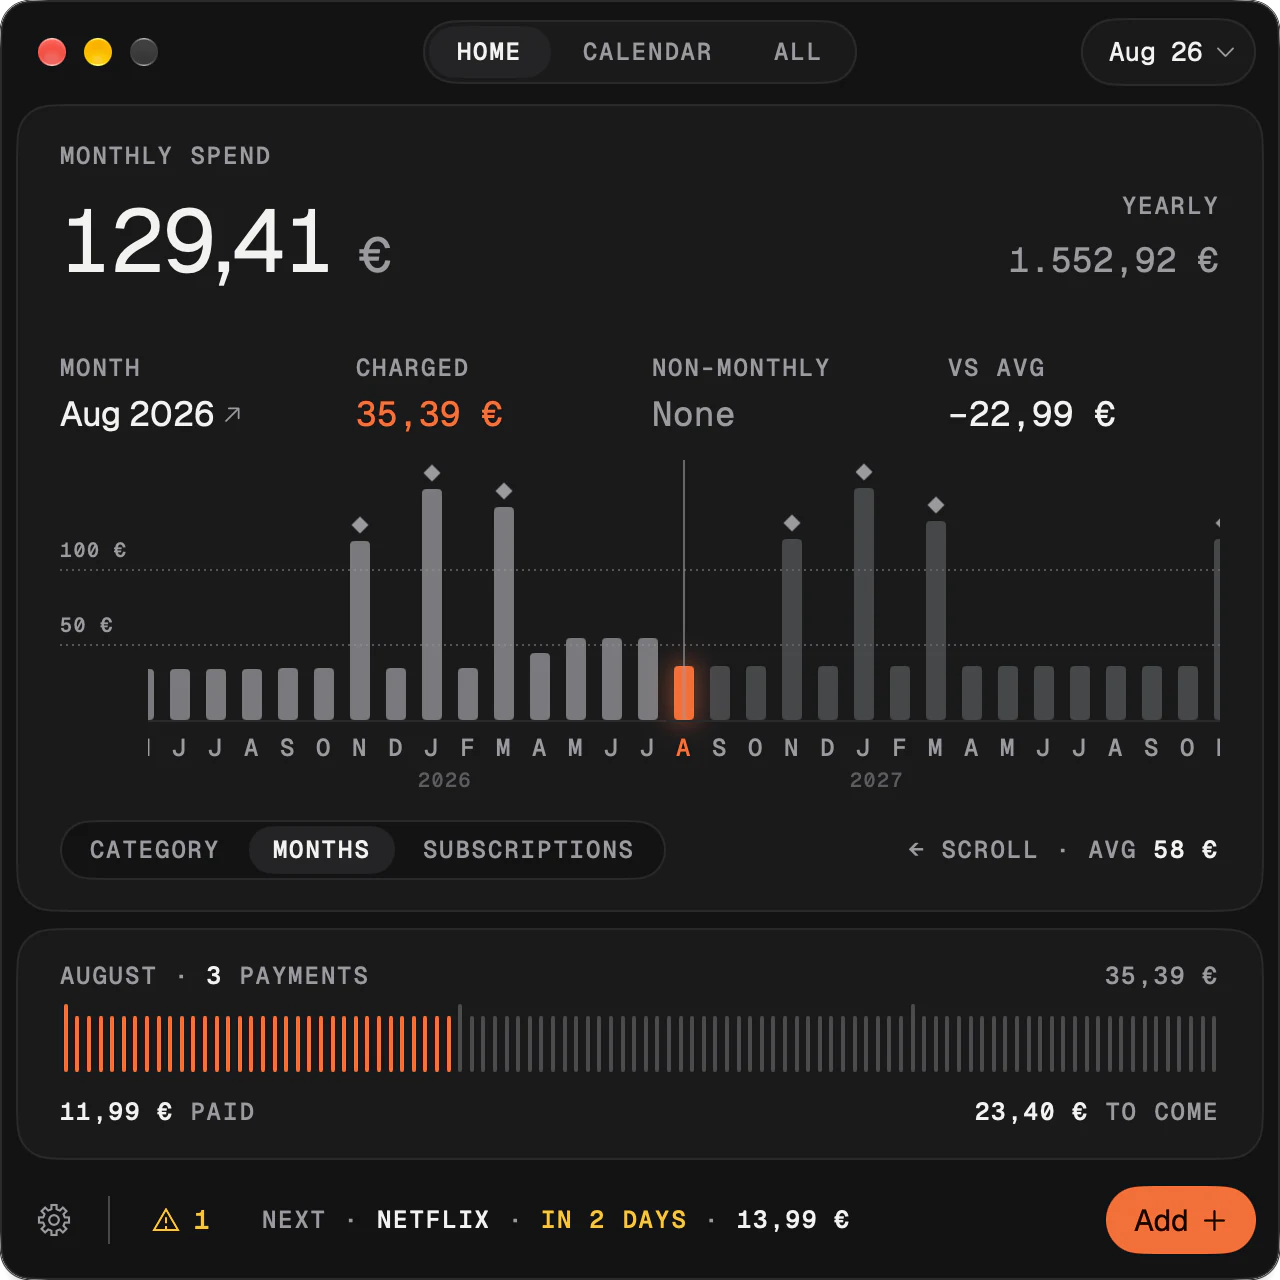 HOME CALENDAR ALL Aug 26
MONTHLY SPEND
129,41 €
YEARLY
1.552,92 €
MONTH CHARGED NON-MONTHLY VS AVG
Aug 2026 ↗ 35,39 € None −22,99 €
100 €
50 €
J J A S O N D J F M A M J J A S O N D J F M A M J J A S O
2026 2027
CATEGORY MONTHS SUBSCRIPTIONS ← SCROLL · AVG 58 €
AUGUST · 3 PAYMENTS 35,39 €
11,99 € PAID 23,40 € TO COME
1 NEXT · NETFLIX · IN 2 DAYS · 13,99 € Add +